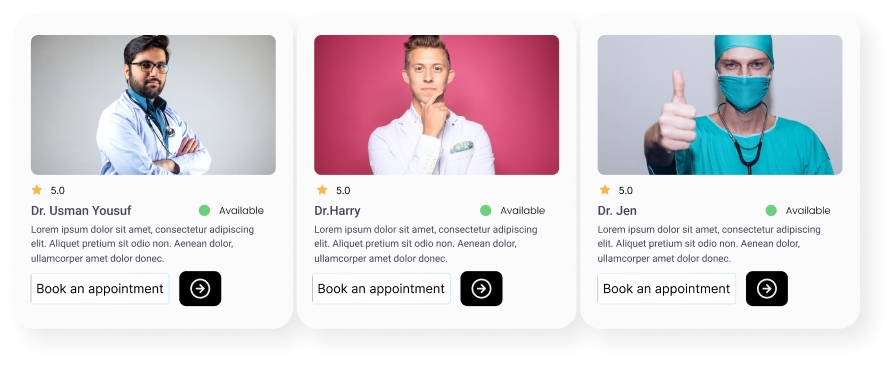 5.0
Dr. Usman Yousuf
Available
Lorem ipsum dolor sit amet, consectetur adipiscing
elit. Aliquet pretium sit odio non. Aenean dolor,
ullamcorper amet dolor donec.
Book an appointment
5.0
Dr.Harry
Available
Lorem ipsum dolor sit amet, consectetur adipiscing
elit. Aliquet pretium sit odio non. Aenean dolor,
ullamcorper amet dolor donec.
Book an appointment
5.0
Dr. Jen
Available
Lorem ipsum dolor sit amet, consectetur adipiscing
elit. Aliquet pretium sit odio non. Aenean dolor,
ullamcorper amet dolor donec.
Book an appointment